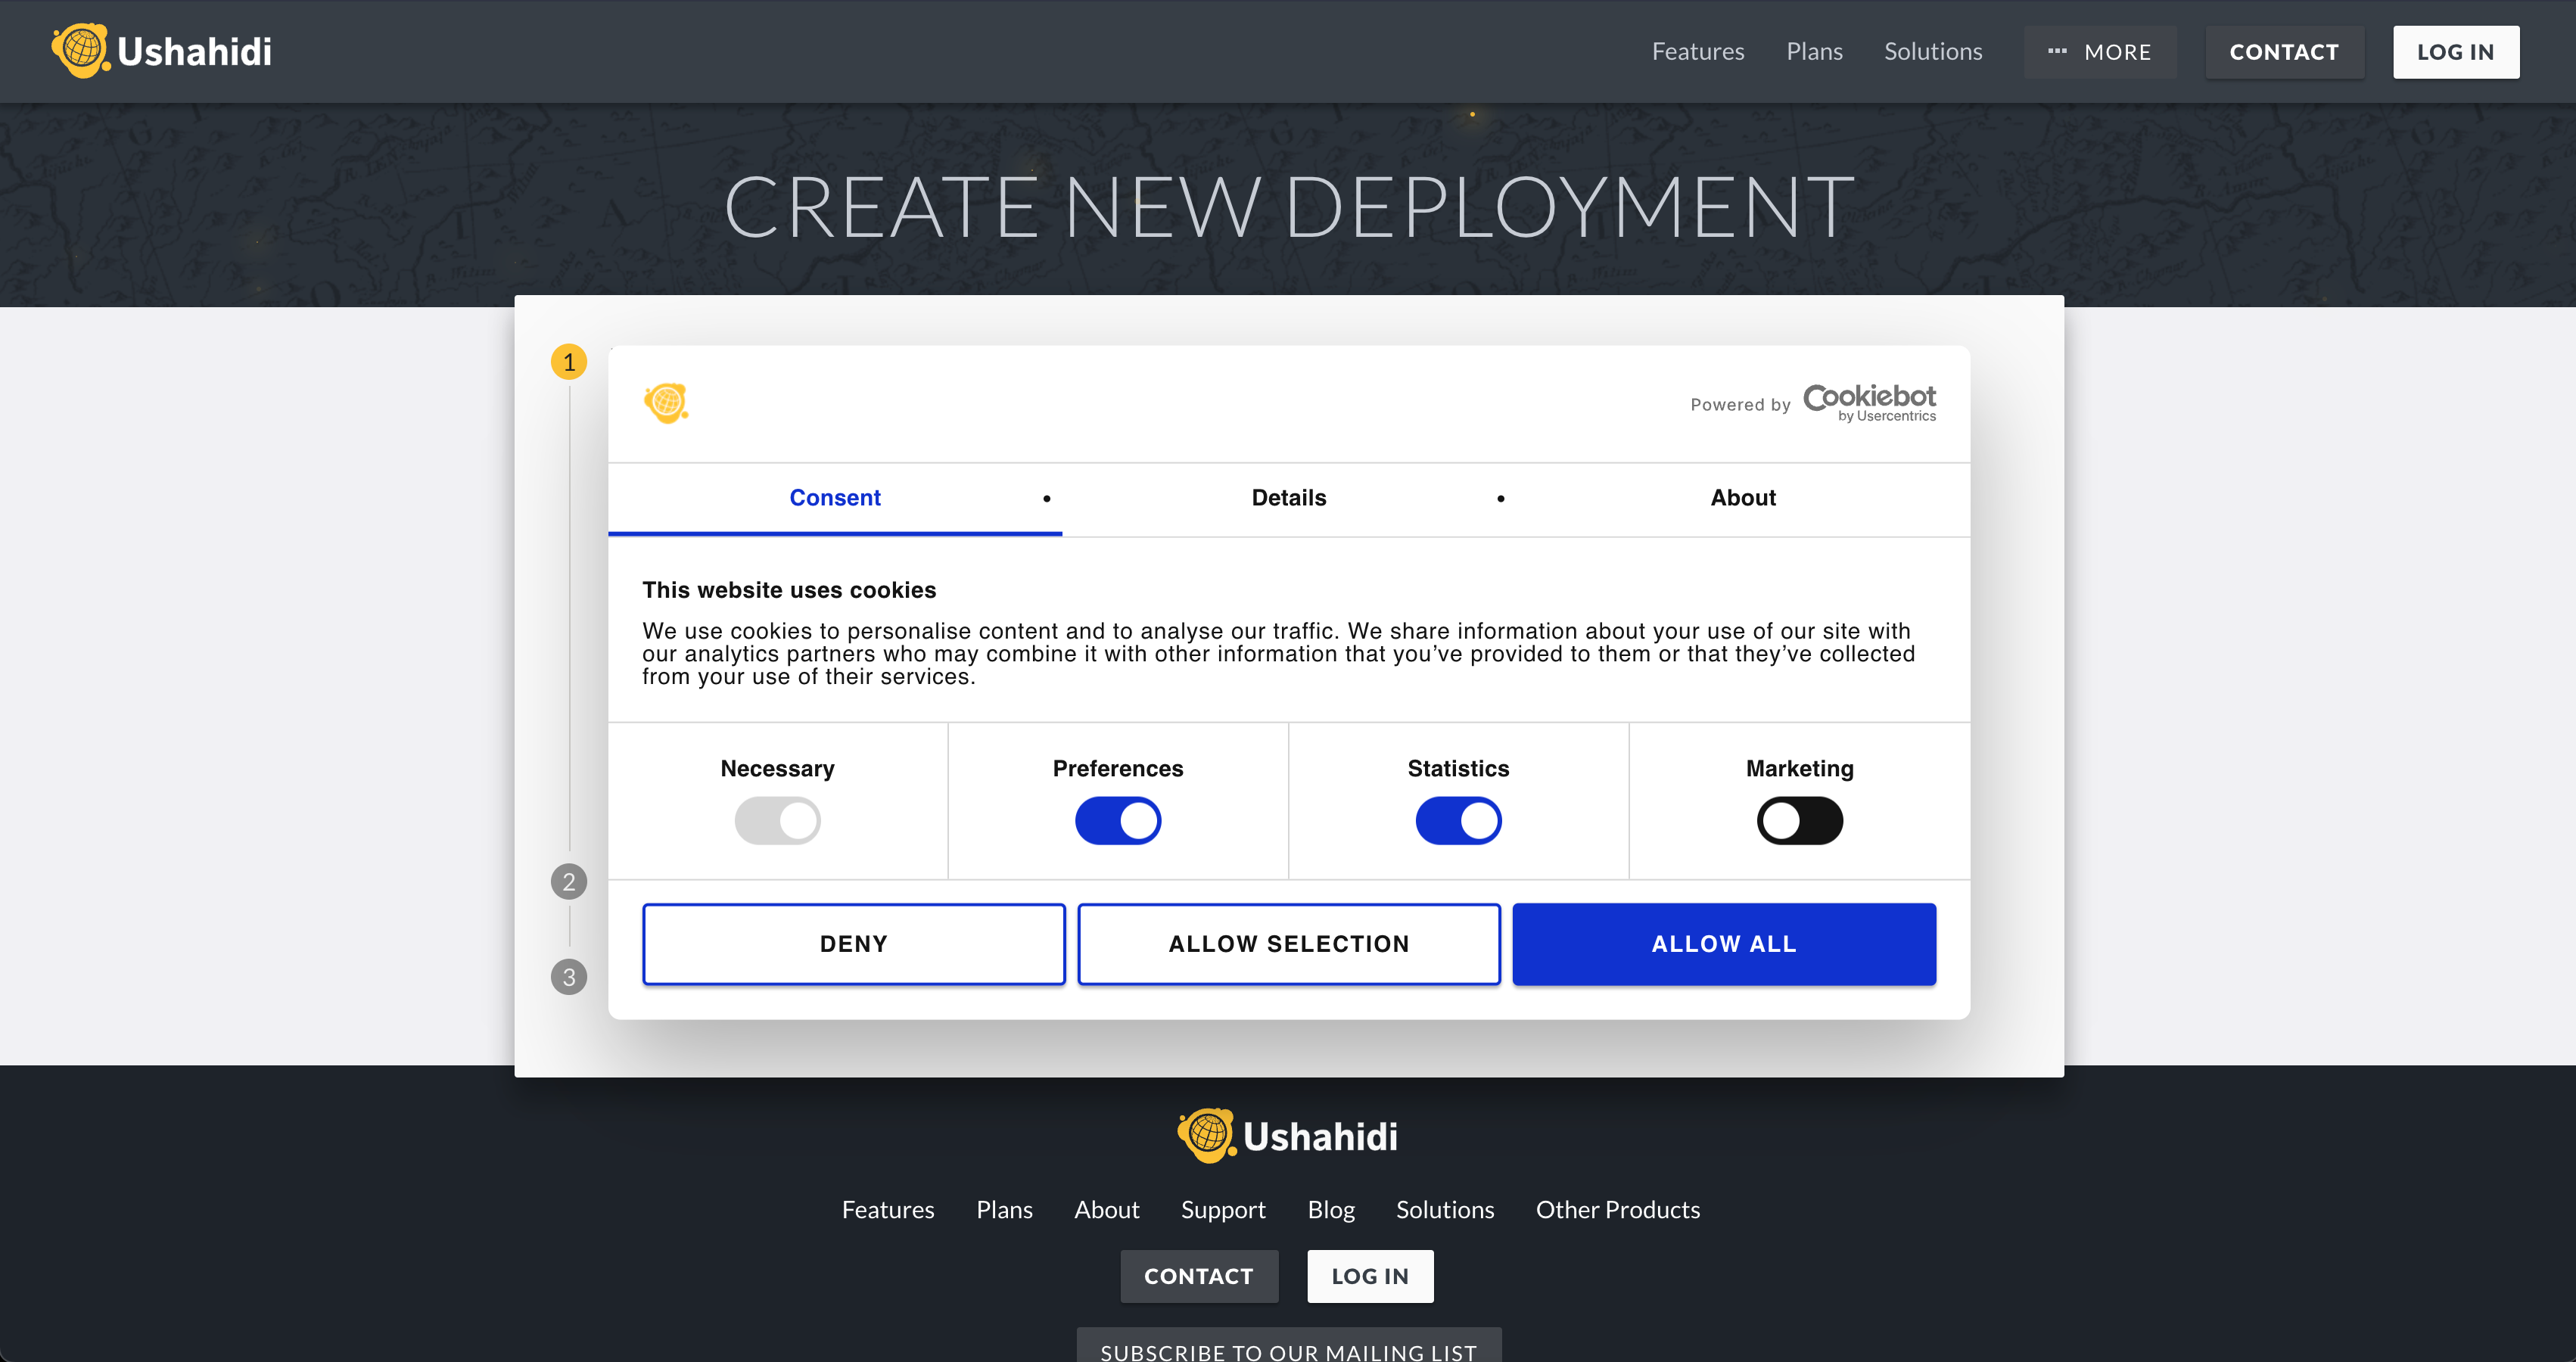 Ushahidi
Features
Plans
Solutions
MORE
CONTACT
LOG IN
CREATE NEW DEPLOYMENT
1
Powered by Cookiebot
by Usercentrics
Consent
Details
About
This website uses cookies
We use cookies to personalise content and to analyse our traffic. We share information about your use of our site with
our analytics partners who may combine it with other information that you’ve provided to them or that they’ve collected
from your use of their services.
Necessary
Preferences
Statistics
Marketing
2
DENY
ALLOW SELECTION
ALLOW ALL
3
Ushahidi
Features
Plans
About
Support
Blog
Solutions
Other Products
CONTACT
LOG IN
SUBSCRIBE TO OUR MAILING LIST